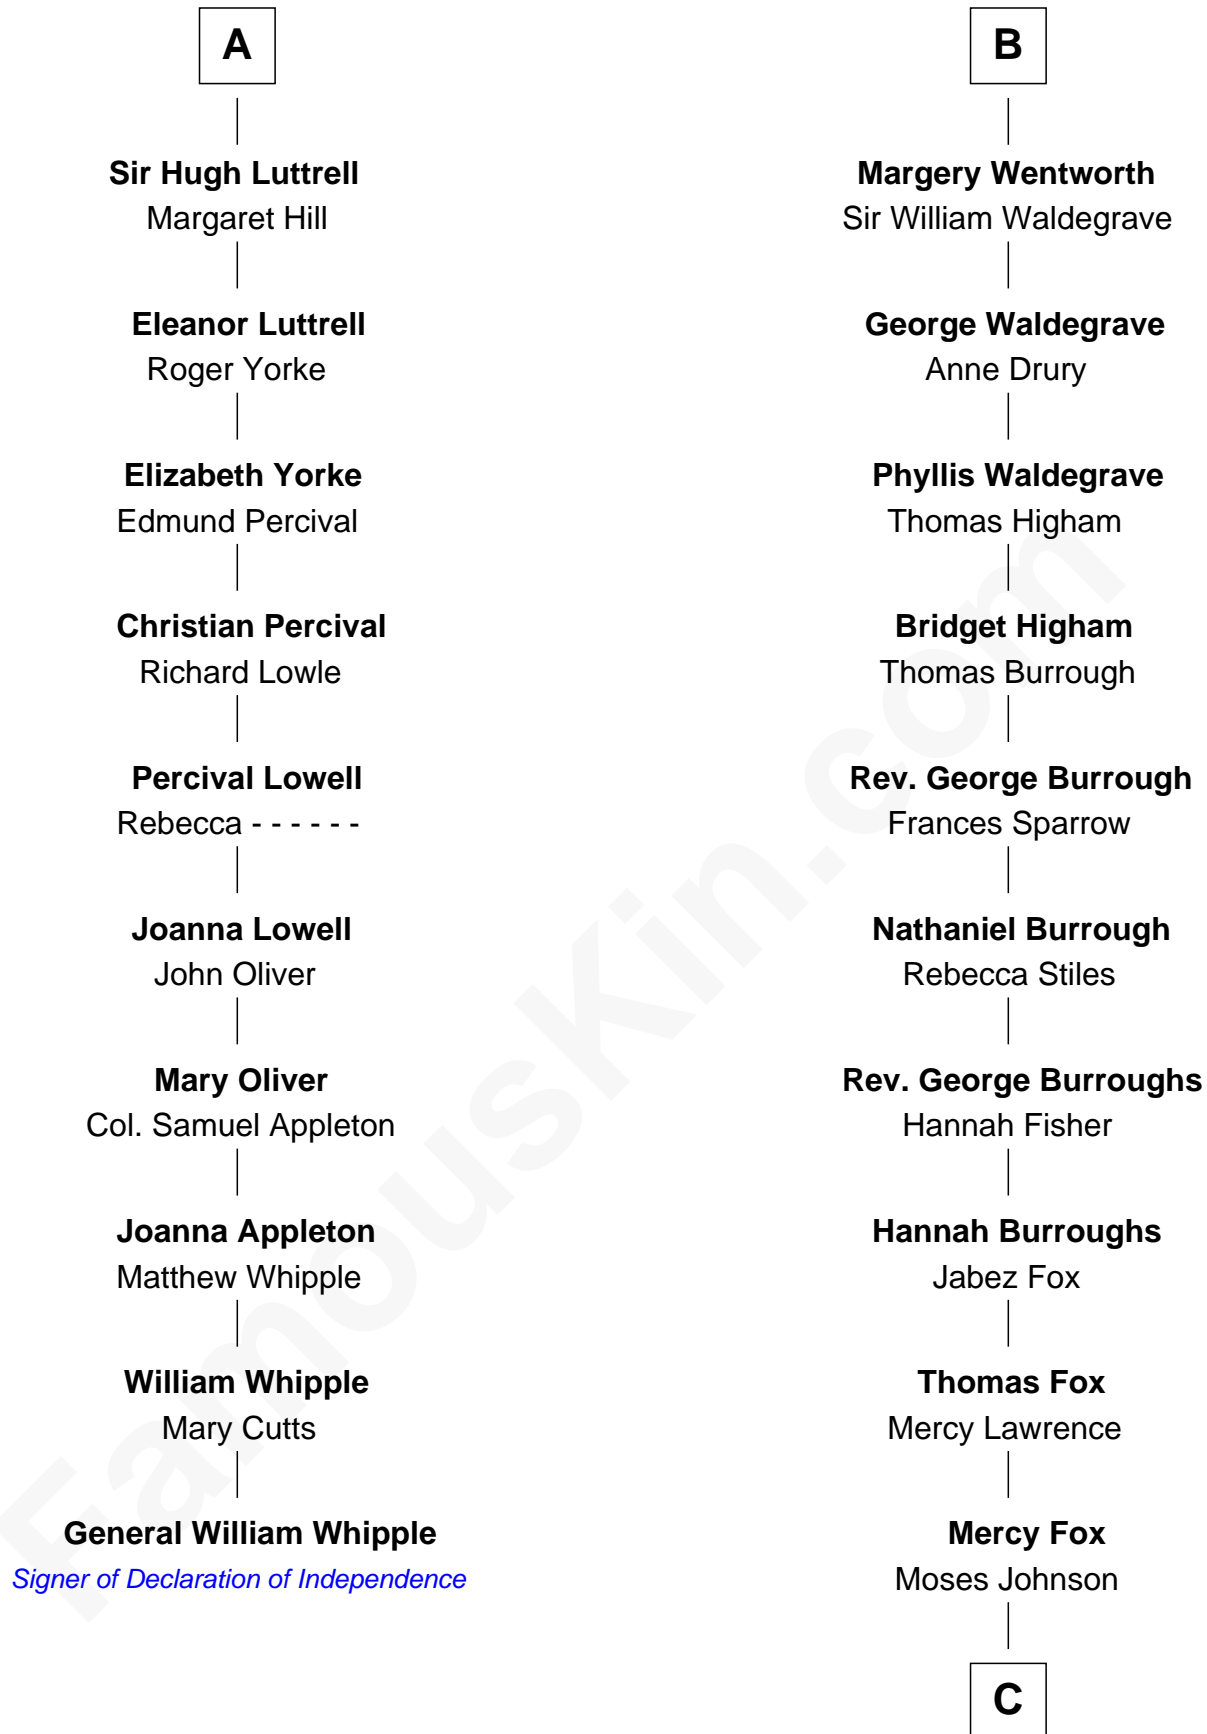 A
Sir Hugh Luttrell
Margaret Hill
Eleanor Luttrell
Roger Yorke
Elizabeth Yorke
Edmund Percival
Christian Percival
Richard Lowle
Percival Lowell
Rebecca - - - - - -
Joanna Lowell
John Oliver
Mary Oliver
Col. Samuel Appleton
Joanna Appleton
Matthew Whipple
William Whipple
Mary Cutts
General William Whipple
Signer of Declaration of Independence
B
Margery Wentworth
Sir William Waldegrave
George Waldegrave
Anne Drury
Phyllis Waldegrave
Thomas Higham
Bridget Higham
Thomas Burrough
Rev. George Burrough
Frances Sparrow
Nathaniel Burrough
Rebecca Stiles
Rev. George Burroughs
Hannah Fisher
Hannah Burroughs
Jabez Fox
Thomas Fox
Mercy Lawrence
Mercy Fox
Moses Johnson
C
FamousKin.com